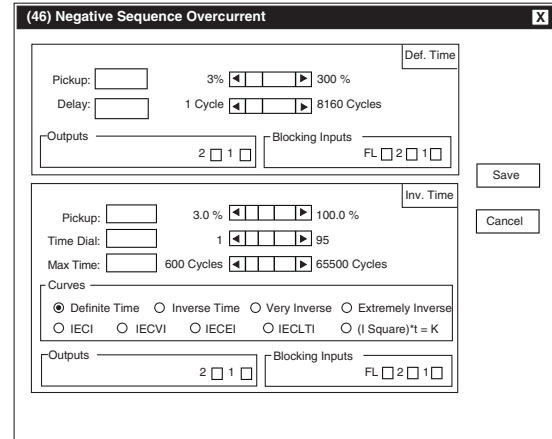 (46) Negative Sequence Overcurrent X
Def. Time
Pickup: 3% 300 %
Delay: 1 Cycle 8160 Cycles
Outputs Blocking Inputs
2 1 FL 2 1
Save
Inv. Time
Pickup: 3.0 % 100.0 %
Cancel
Time Dial: 1 95
Max Time: 600 Cycles 65500 Cycles
Curves
Definite Time Inverse Time Very Inverse Extremely Inverse
IECI IECVI IECEI IECLTI (I Square)*t = K
Outputs Blocking Inputs
2 1 FL 2 1